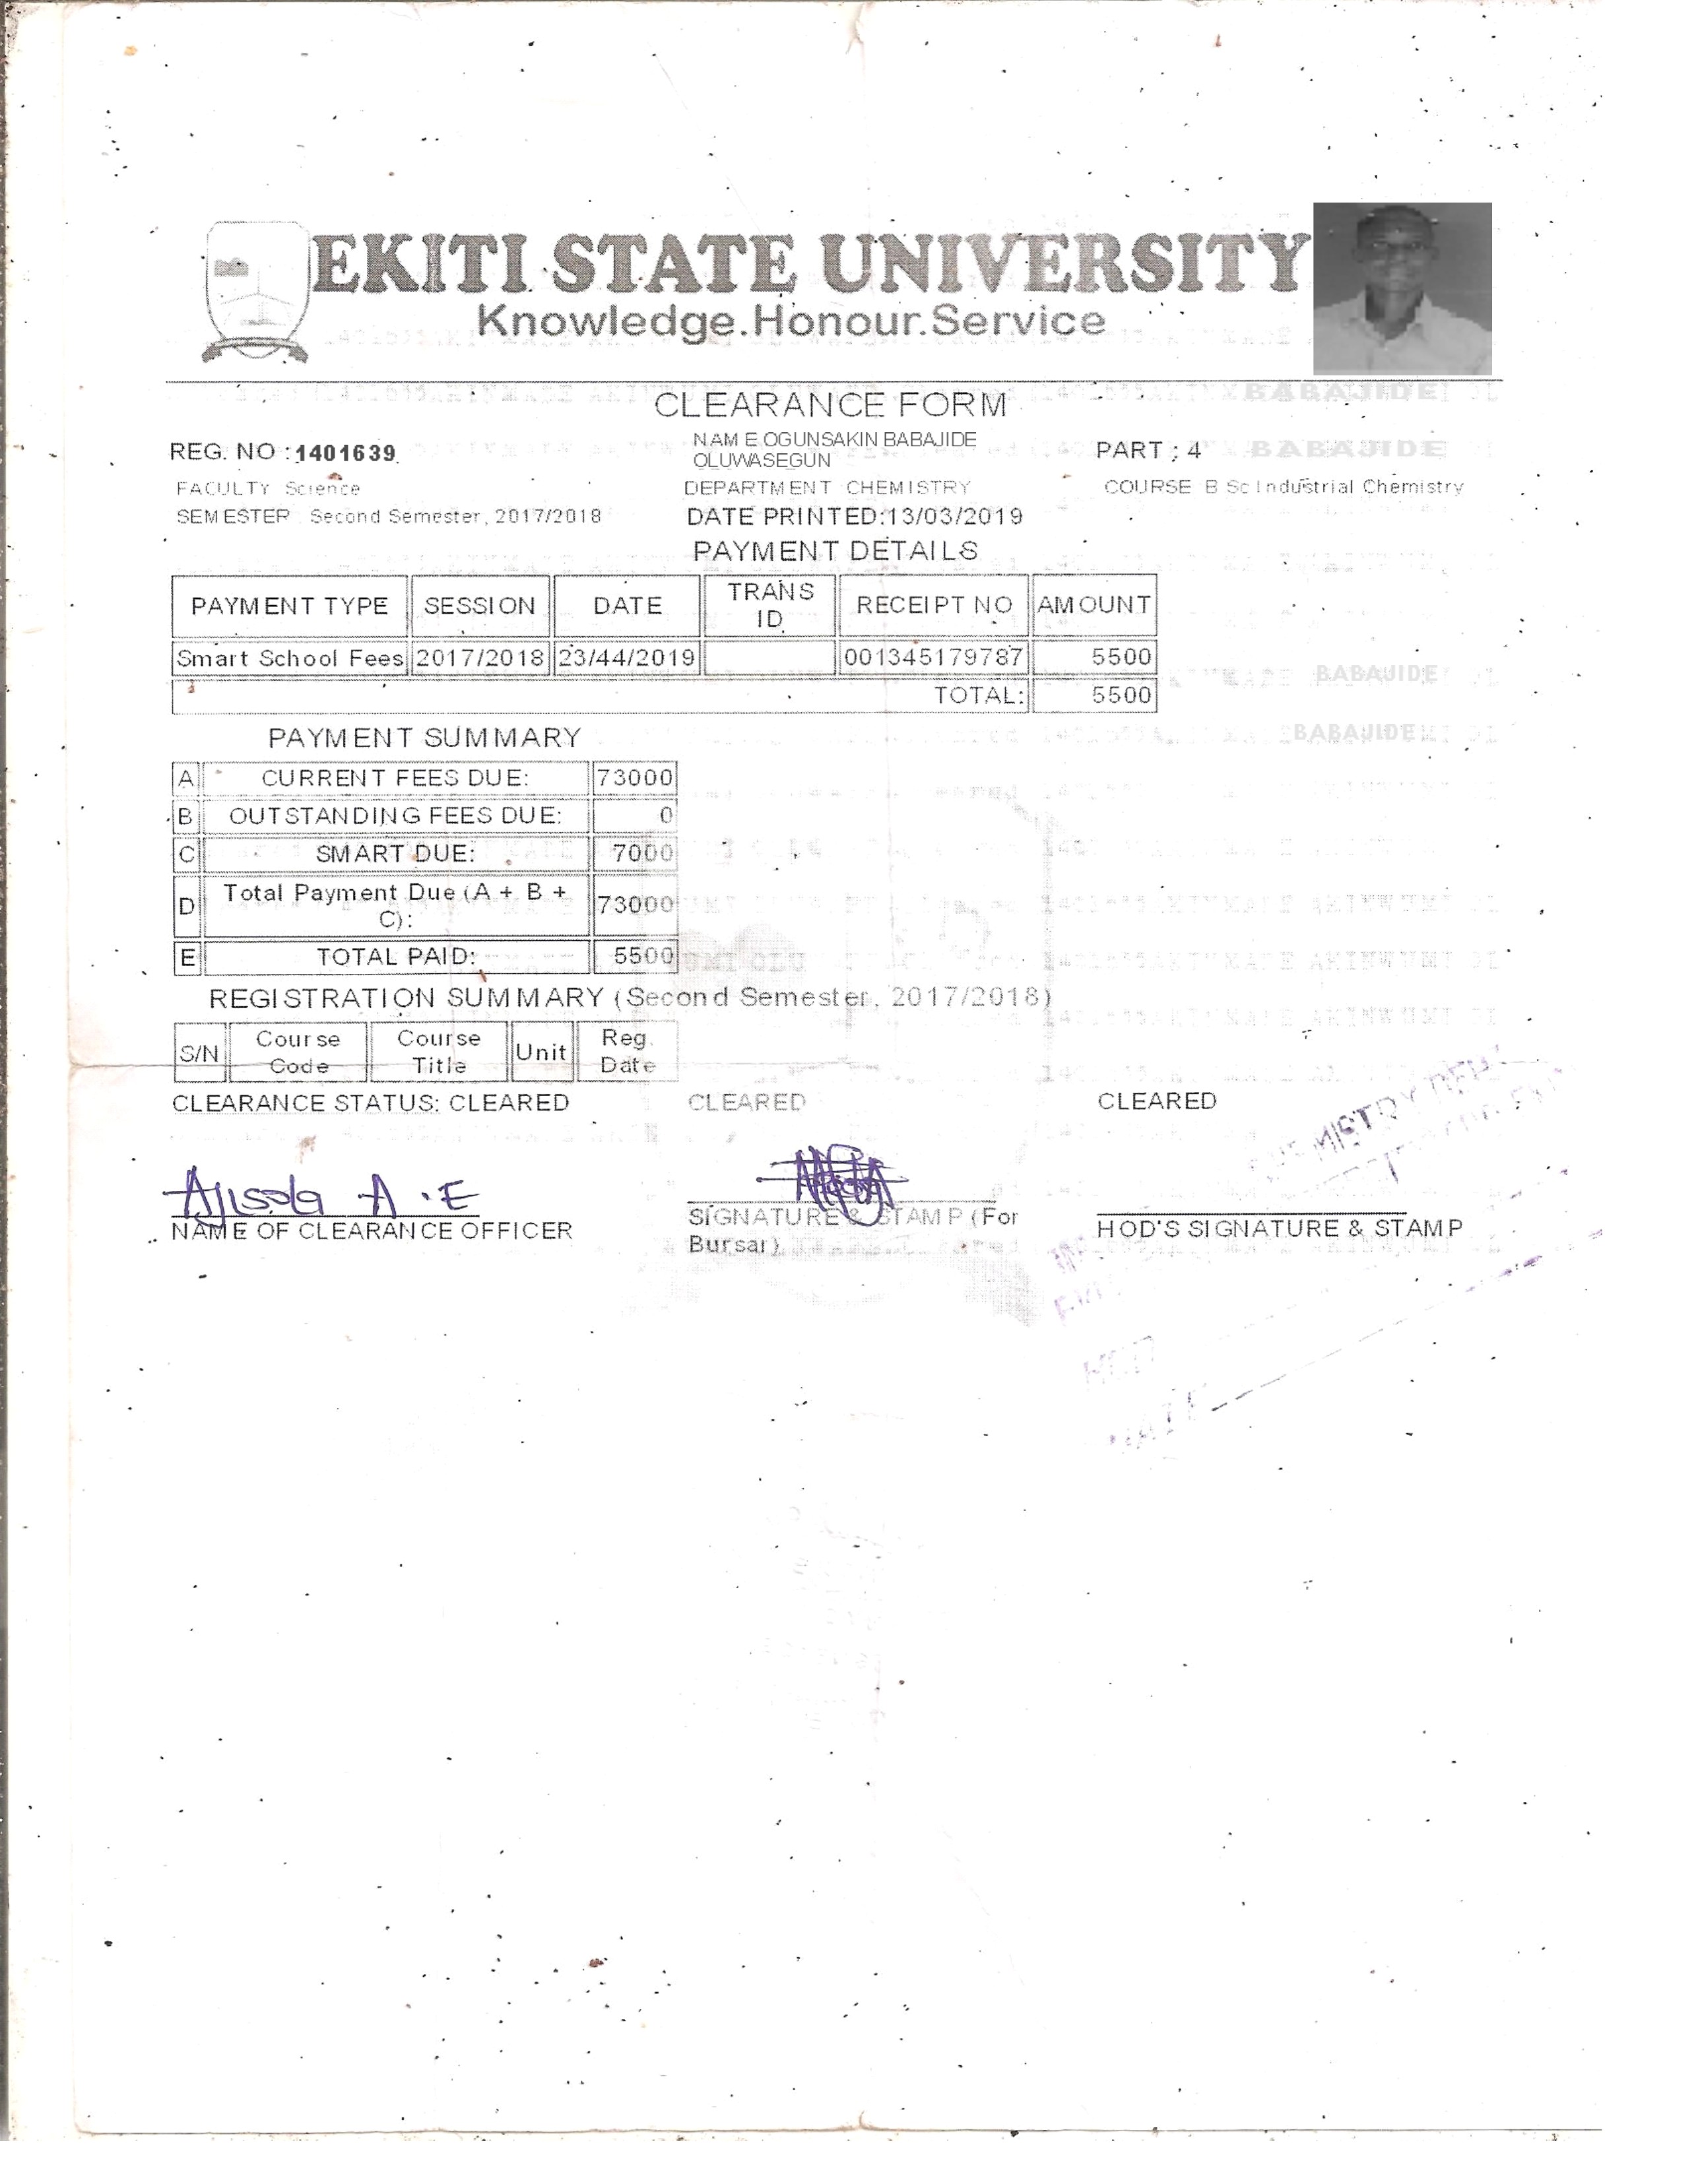 EKITI STATE UNIVERSITY
Knowledge.Honour.Service
CLEARANCE FORM
REG. NO : 1401639 NAME OGUNSAKIN BABAJIDE OLUWASEGUN PART : 4
FACULTY Science DEPARTMENT CHEMISTRY COURSE B Sc Industrial Chemistry
SEMESTER Second Semester, 2017/2018 DATE PRINTED:13/03/2019
PAYMENT DETAILS
PAYMENT TYPE SESSION DATE TRANS ID RECEIPT NO AMOUNT
Smart School Fees 2017/2018 23/44/2019 001345179787 5500
TOTAL: 5500
PAYMENT SUMMARY
A CURRENT FEES DUE: 73000
B OUTSTANDING FEES DUE: 0
C SMART DUE: 7000
D Total Payment Due (A + B + C): 73000
E TOTAL PAID: 5500
REGISTRATION SUMMARY (Second Semester, 2017/2018)
S/N Course Code Course Title Unit Reg. Date
CLEARANCE STATUS: CLEARED CLEARED CLEARED
A.E
NAME OF CLEARANCE OFFICER SIGNATURE & STAMP (For Bursar) HOD'S SIGNATURE & STAMP
BABAJIDE
BABAJIDE
BABAJIDE
BABAJIDE